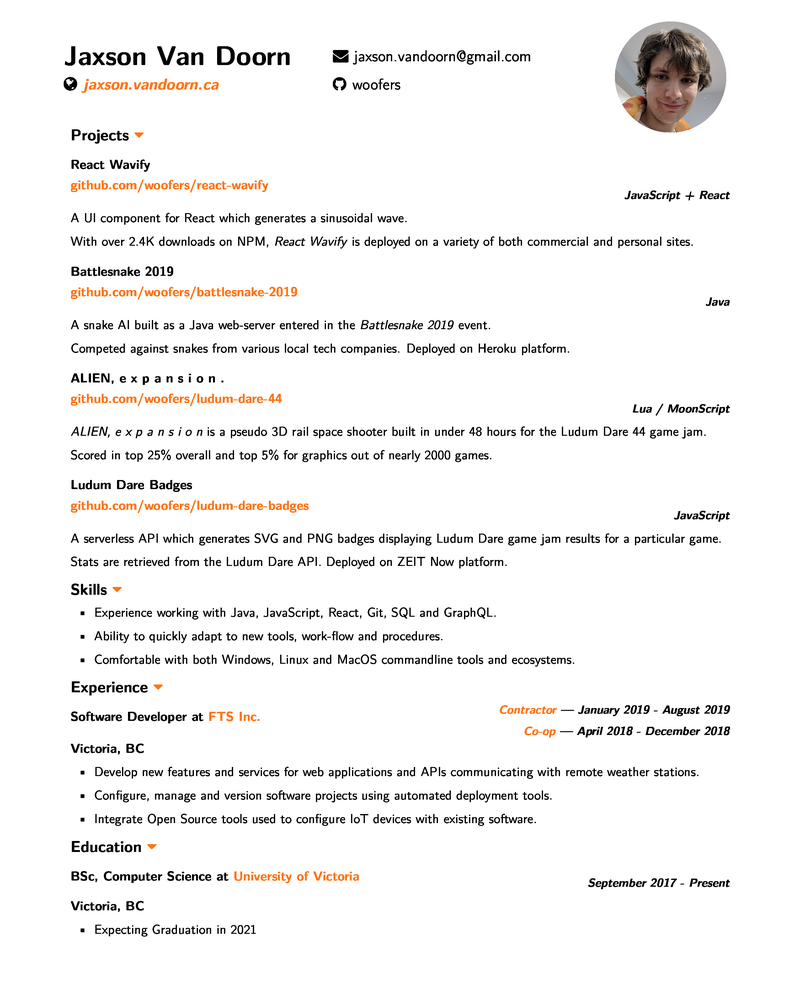 Jaxson Van Doorn
jaxson.vandoorn.ca
jaxson.vandoorn@gmail.com
woofers
Projects
React Wavify
github.com/woofers/react-wavify
JavaScript + React
A UI component for React which generates a sinusoidal wave.
With over 2.4K downloads on NPM, React Wavify is deployed on a variety of both commercial and personal sites.
Battlesnake 2019
github.com/woofers/battlesnake-2019
Java
A snake AI built as a Java web-server entered in the Battlesnake 2019 event.
Competed against snakes from various local tech companies. Deployed on Heroku platform.
ALIEN, e x p a n s i o n .
github.com/woofers/ludum-dare-44
Lua / MoonScript
ALIEN, e x p a n s i o n is a pseudo 3D rail space shooter built in under 48 hours for the Ludum Dare 44 game jam.
Scored in top 25% overall and top 5% for graphics out of nearly 2000 games.
Ludum Dare Badges
github.com/woofers/ludum-dare-badges
JavaScript
A serverless API which generates SVG and PNG badges displaying Ludum Dare game jam results for a particular game.
Stats are retrieved from the Ludum Dare API. Deployed on ZEIT Now platform.
Skills
▪ Experience working with Java, JavaScript, React, Git, SQL and GraphQL.
▪ Ability to quickly adapt to new tools, work-flow and procedures.
▪ Comfortable with both Windows, Linux and MacOS commandline tools and ecosystems.
Experience
Software Developer at FTS Inc.
Contractor — January 2019 - August 2019
Co-op — April 2018 - December 2018
Victoria, BC
▪ Develop new features and services for web applications and APIs communicating with remote weather stations.
▪ Configure, manage and version software projects using automated deployment tools.
▪ Integrate Open Source tools used to configure IoT devices with existing software.
Education
BSc, Computer Science at University of Victoria
September 2017 - Present
Victoria, BC
▪ Expecting Graduation in 2021